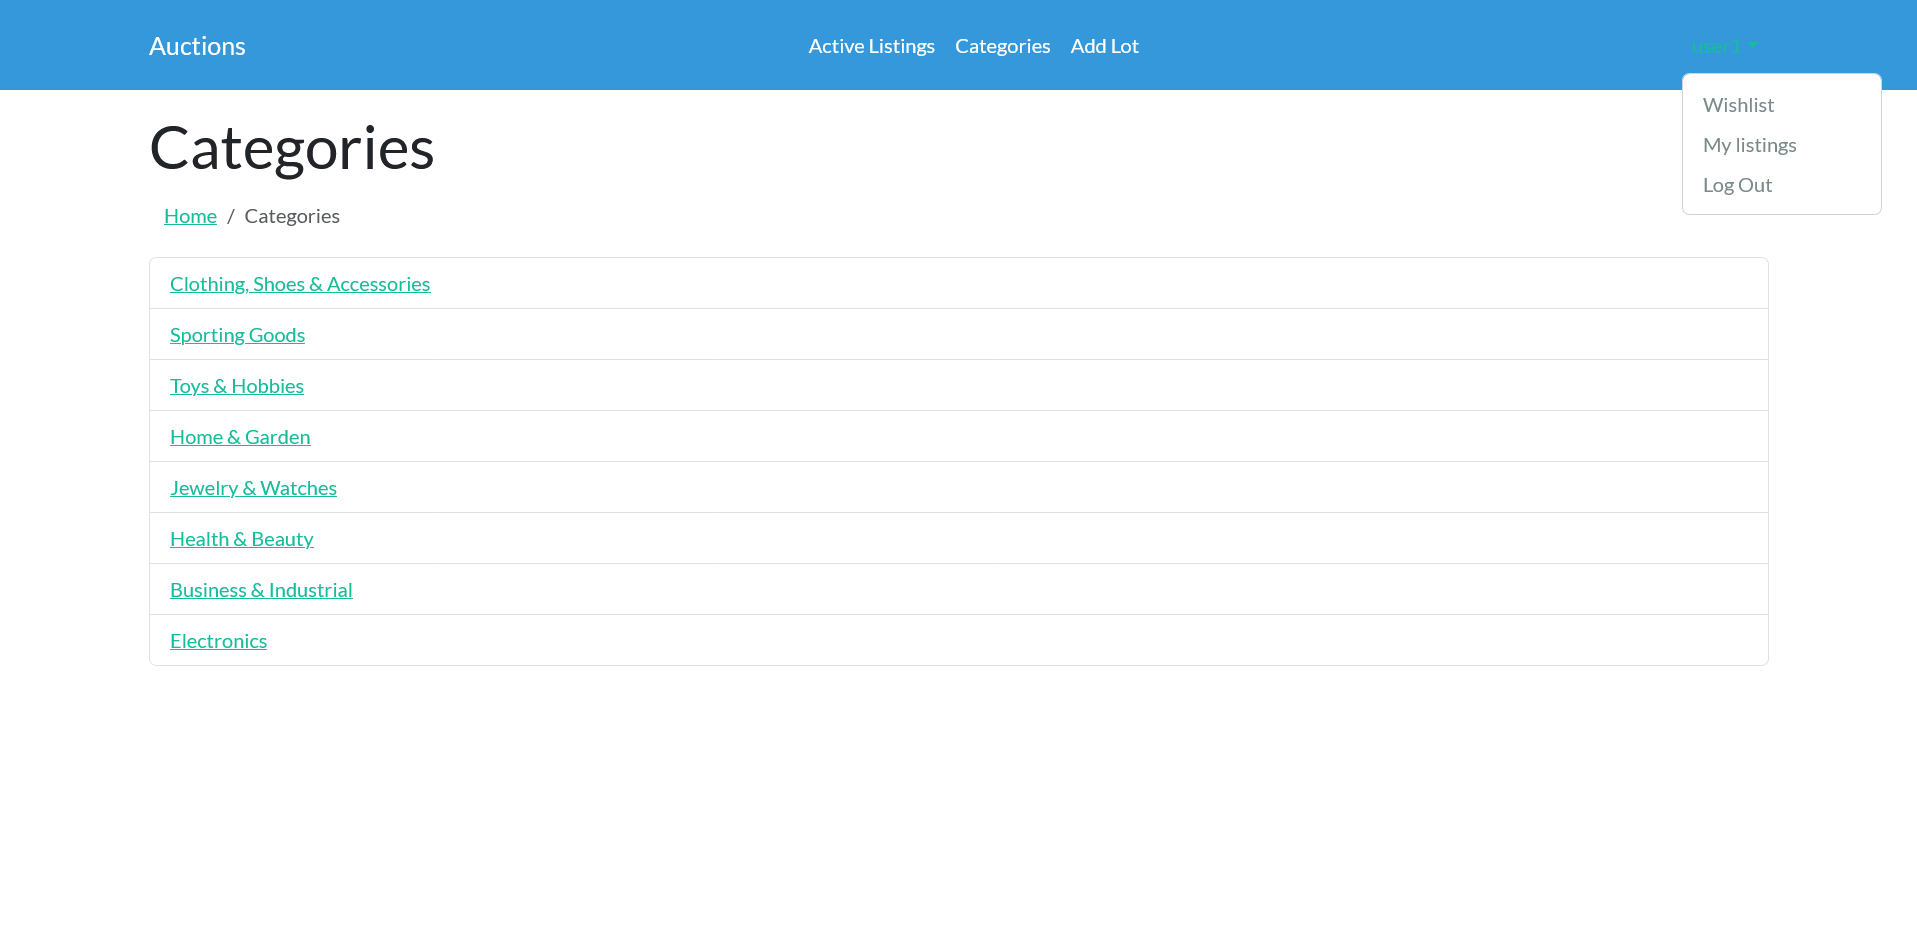 Auctions
Active Listings Categories Add Lot
user1
Wishlist
My listings
Log Out
Categories
Home / Categories
Clothing, Shoes & Accessories
Sporting Goods
Toys & Hobbies
Home & Garden
Jewelry & Watches
Health & Beauty
Business & Industrial
Electronics